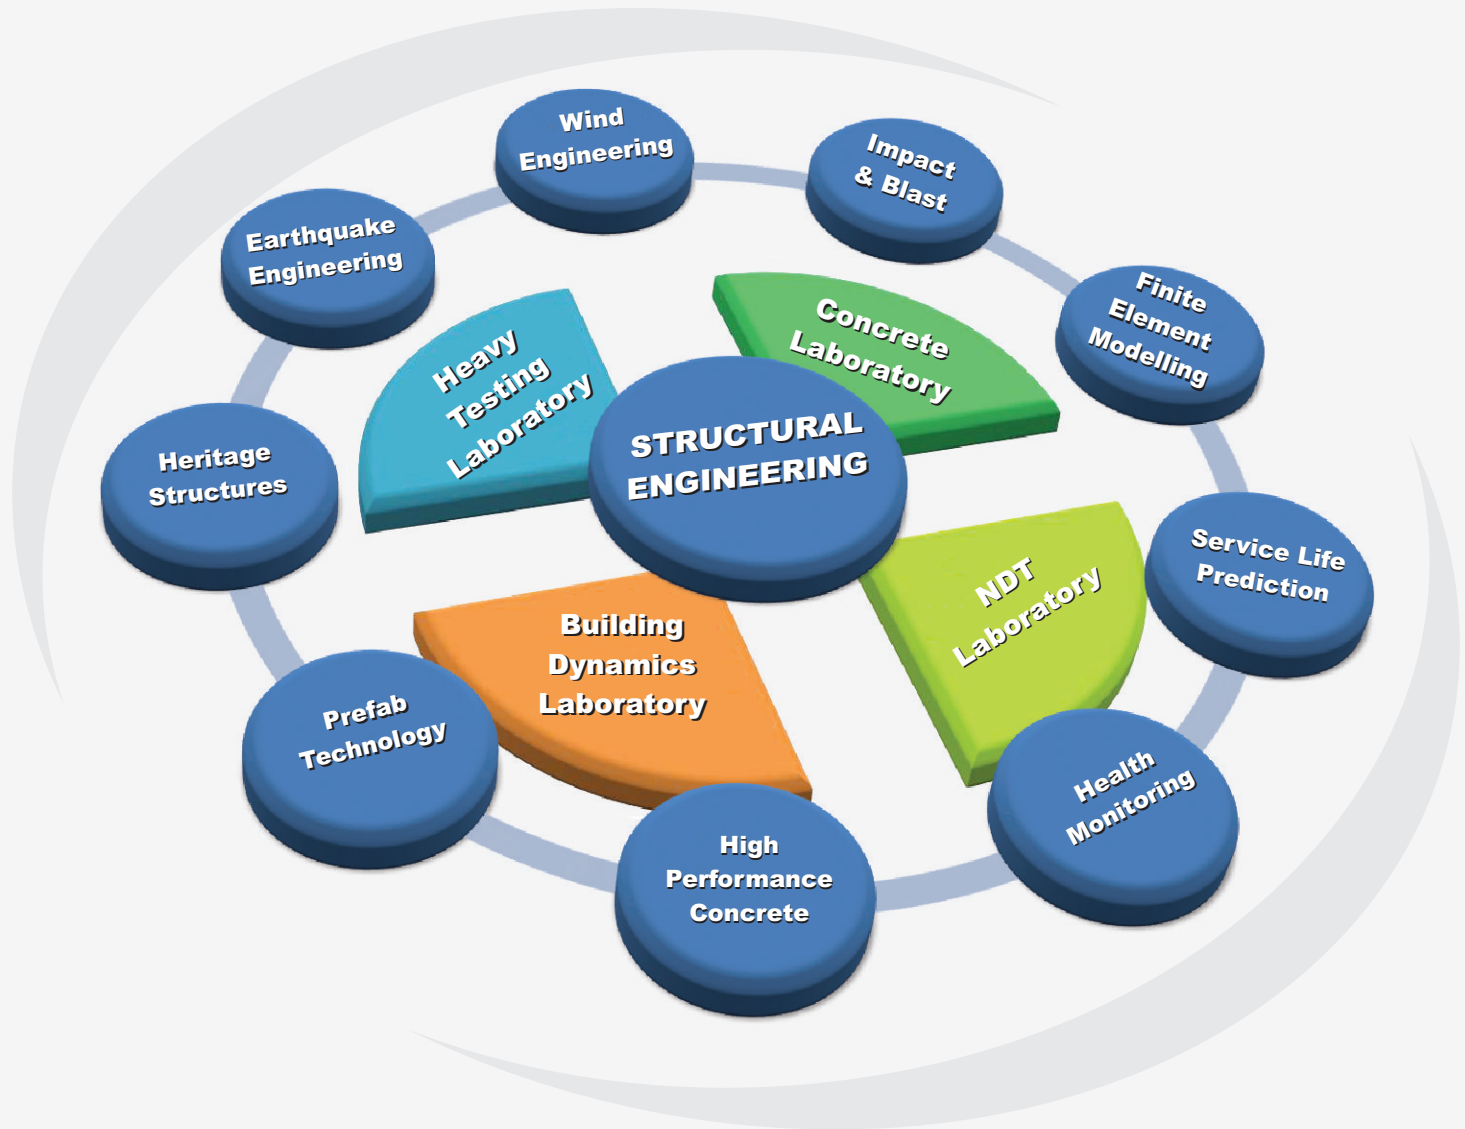 Wind
Engineering
Impact
& Blast
Earthquake
Engineering
Finite
Element
Modelling
Heavy
Testing
Laboratory
Concrete
Laboratory
STRUCTURAL
ENGINEERING
Heritage
Structures
Service Life
Prediction
NDT
Laboratory
Building
Dynamics
Laboratory
Prefab
Technology
Health
Monitoring
High
Performance
Concrete